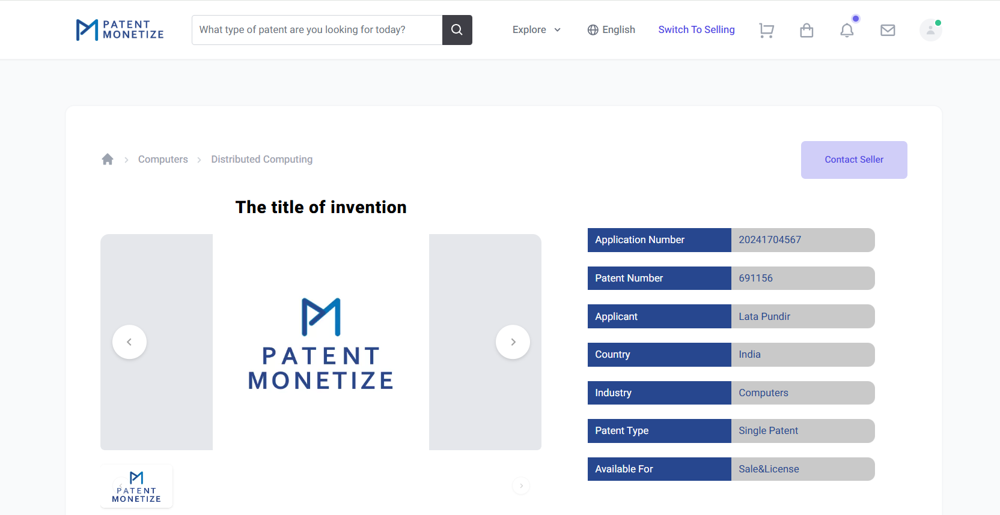 PATENT
MONETIZE
What type of patent are you looking for today?
Explore
English
Switch To Selling
Computers
Distributed Computing
Contact Seller
The title of invention
PATENT
MONETIZE
Application Number 20241704567
Patent Number 691156
Applicant Lata Pundir
Country India
Industry Computers
Patent Type Single Patent
Available For Sale&License
PATENT
MONETIZE